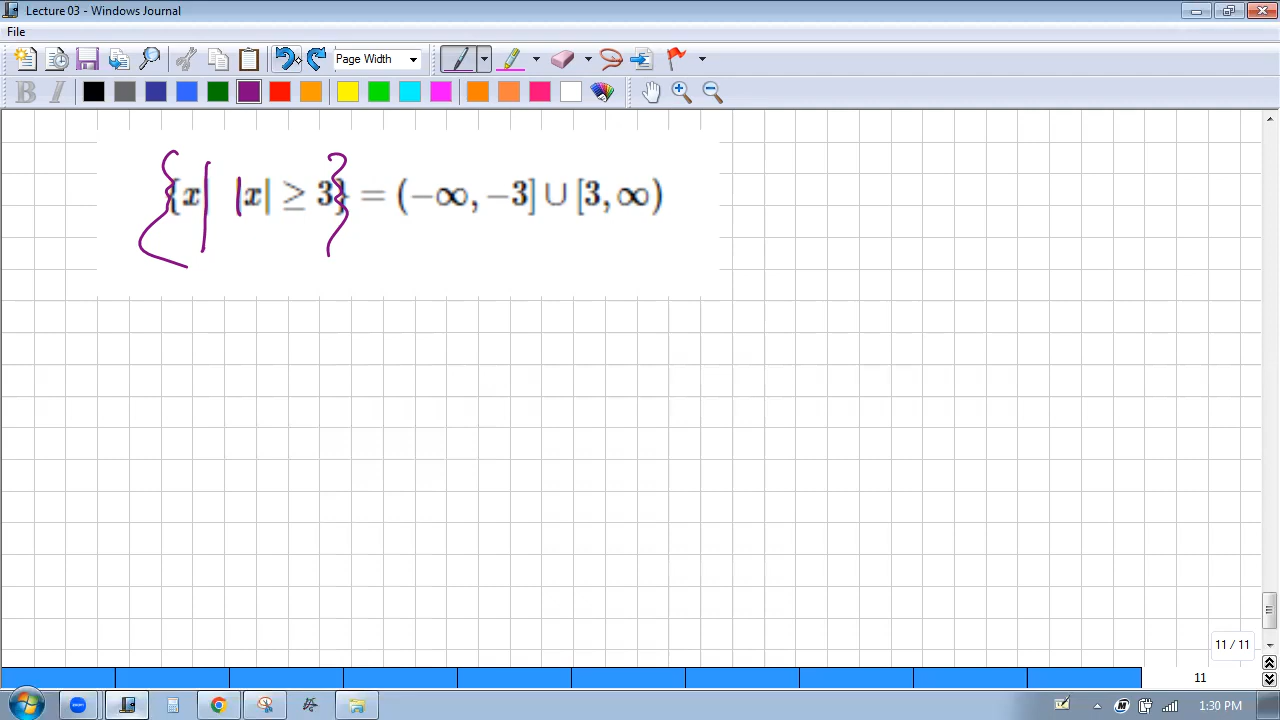 Lecture 03 - Windows Journal
File
Page Width
B I
{x| |x| ≥ 3} = (−∞, −3] ∪ [3, ∞)
11 / 11
11
1:30 PM